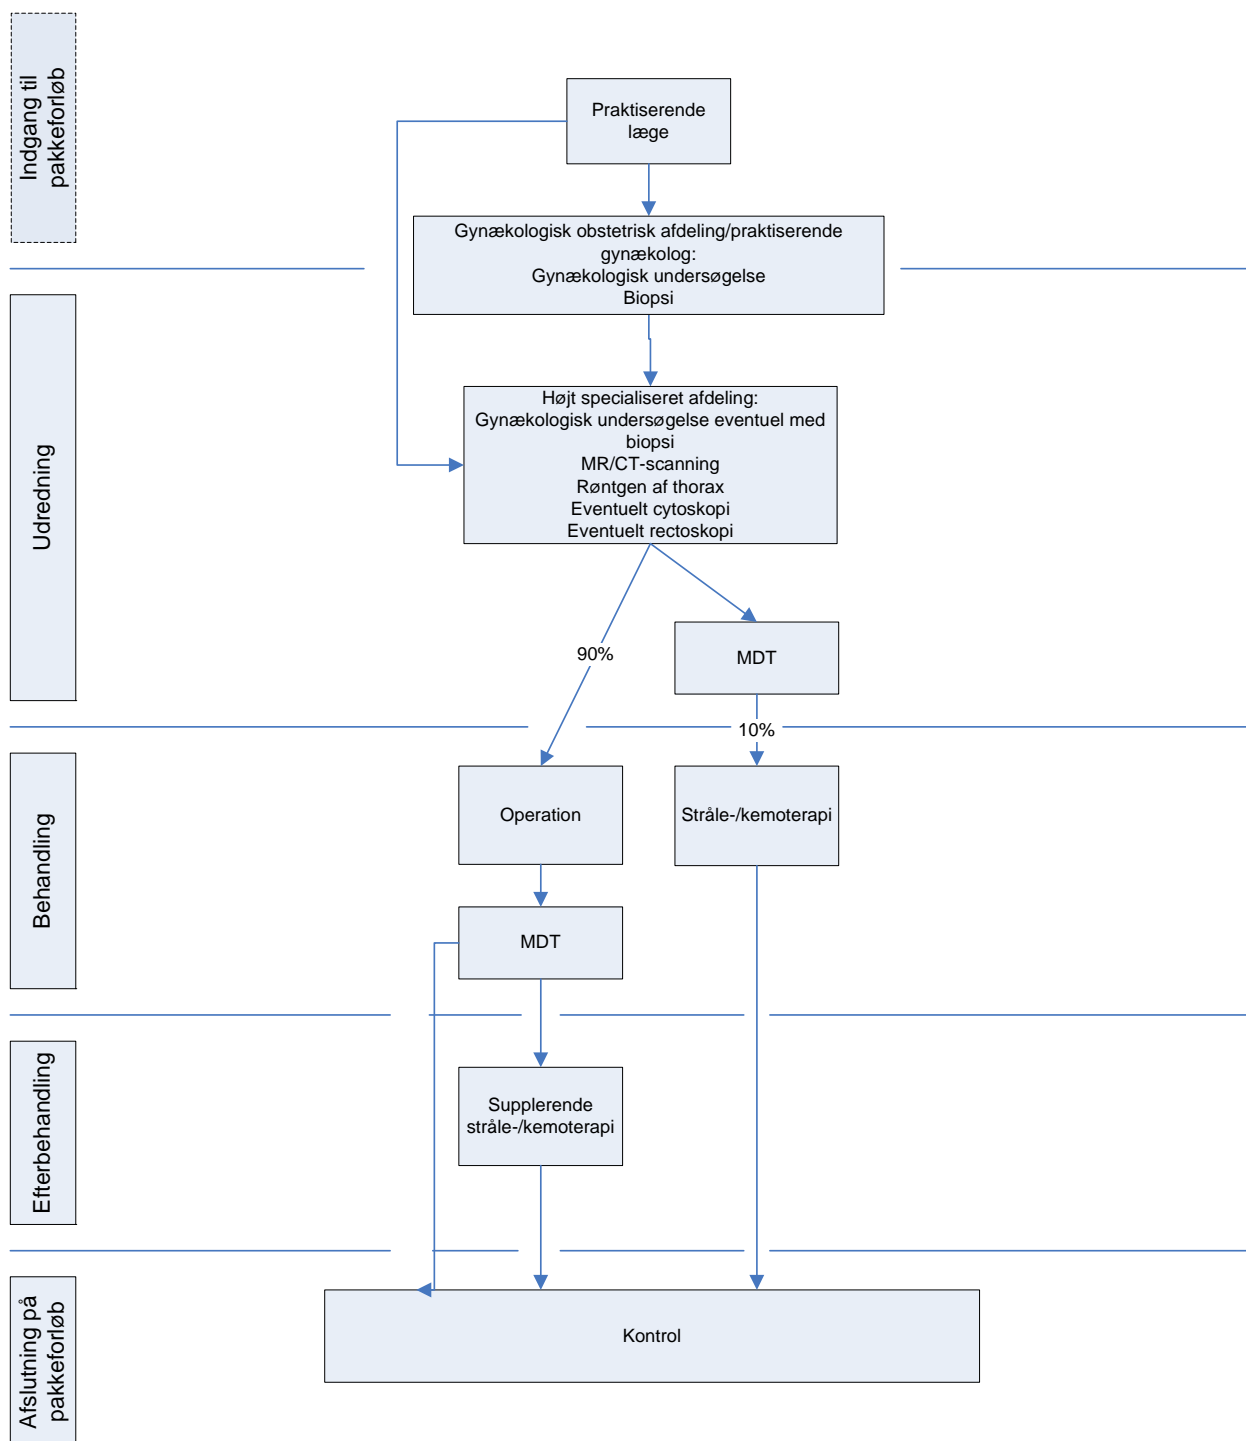 Indgang til
pakkeforløb
Praktiserende
læge
Gynækologisk obstetrisk afdeling/praktiserende
gynækolog:
Gynækologisk undersøgelse
Biopsi
Udredning
Højt specialiseret afdeling:
Gynækologisk undersøgelse eventuel med
biopsi
MR/CT-scanning
Røntgen af thorax
Eventuelt cytoskopi
Eventuelt rectoskopi
90%
MDT
10%
Behandling
Operation
Stråle-/kemoterapi
MDT
Efterbehandling
Supplerende
stråle-/kemoterapi
Afslutning på
pakkeforløb
Kontrol